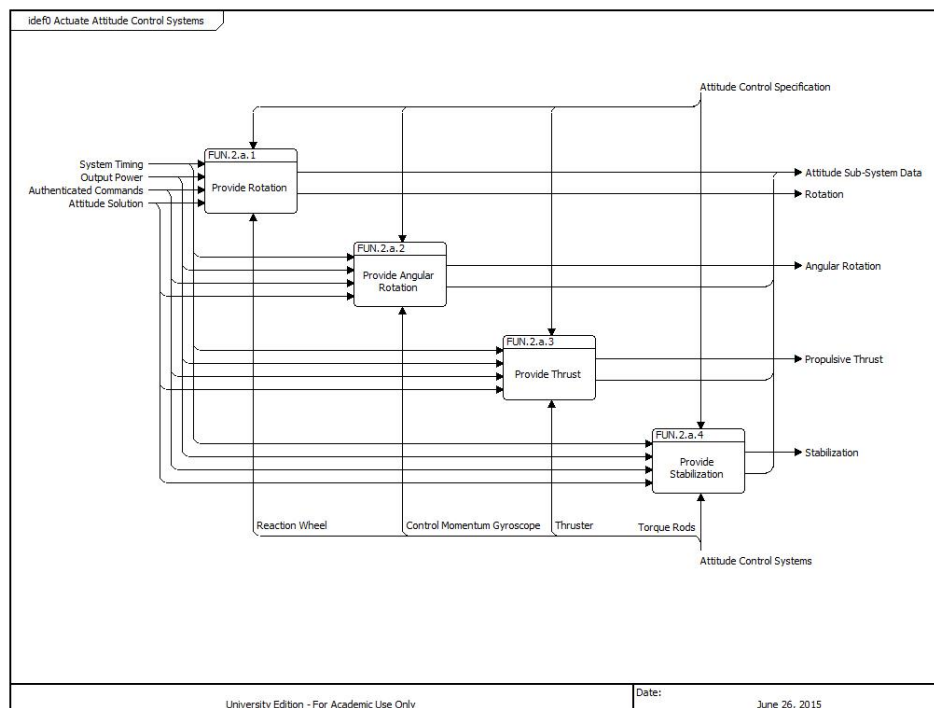 idef0 Actuate Attitude Control Systems
Attitude Control Specification
System Timing
Output Power
Authenticated Commands
Attitude Solution
FUN.2.a.1
Provide Rotation
Attitude Sub-System Data
Rotation
FUN.2.a.2
Provide Angular
Rotation
Angular Rotation
FUN.2.a.3
Provide Thrust
Propulsive Thrust
FUN.2.a.4
Provide
Stabilization
Stabilization
Reaction Wheel
Control Momentum Gyroscope
Thruster
Torque Rods
Attitude Control Systems
University Edition - For Academic Use Only
Date:
June 26, 2015